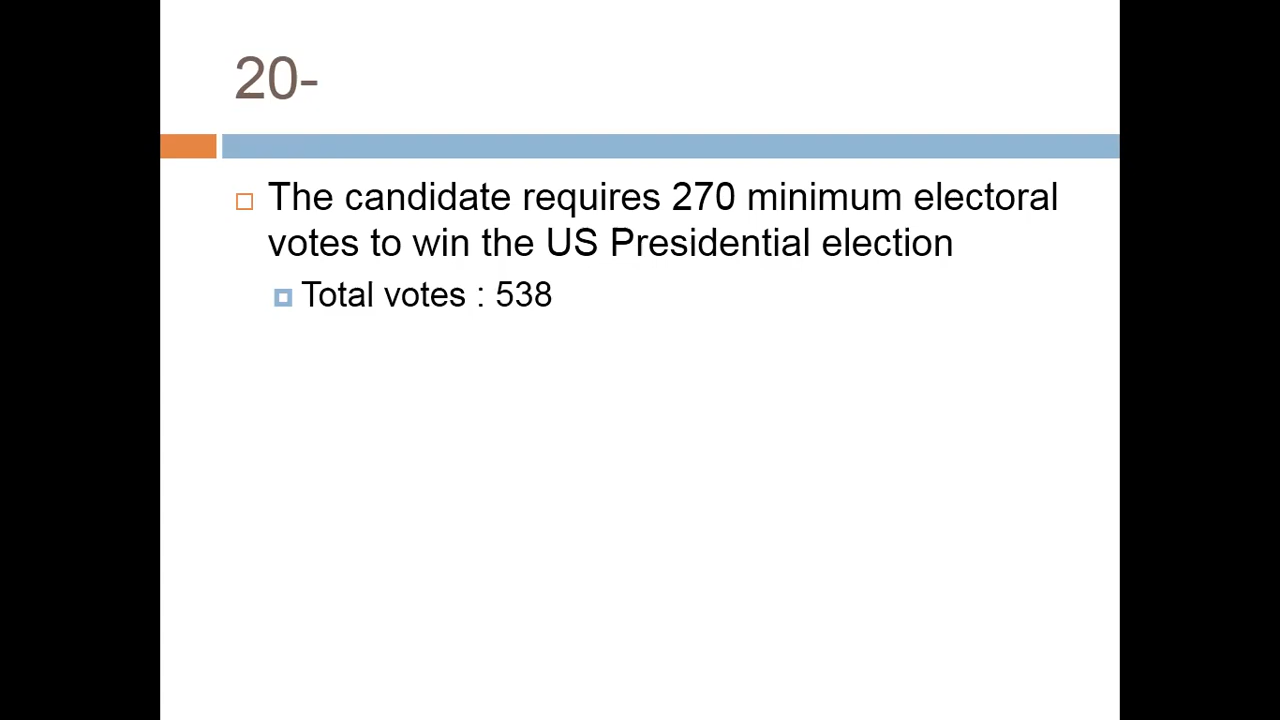 20-
The candidate requires 270 minimum electoral
votes to win the US Presidential election
Total votes : 538